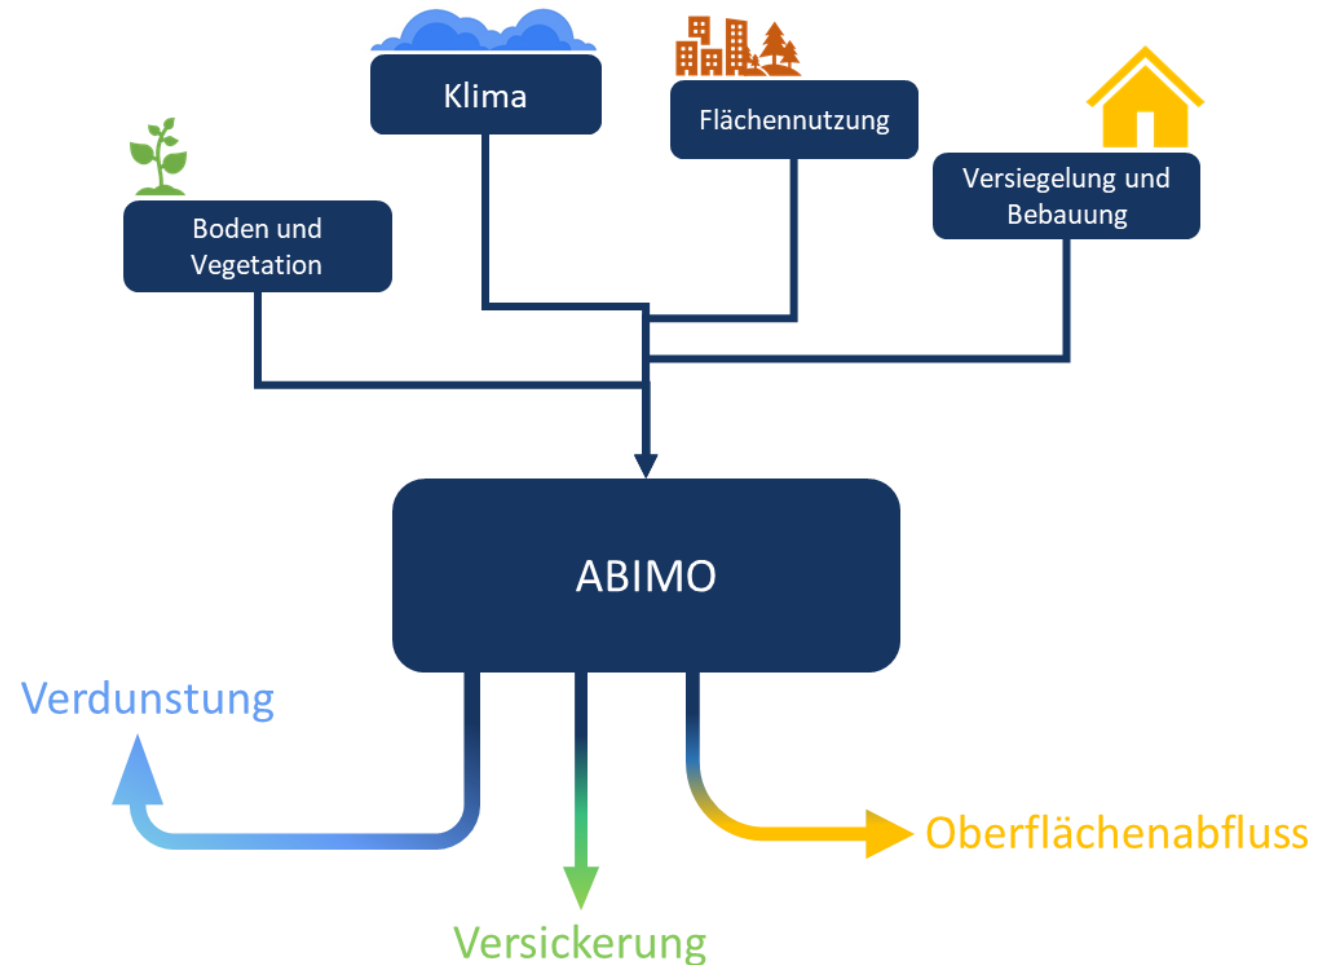 Klima
Flächennutzung
Versiegelung und
Bebauung
Boden und
Vegetation
ABIMO
Verdunstung
Oberflächenabfluss
Versickerung